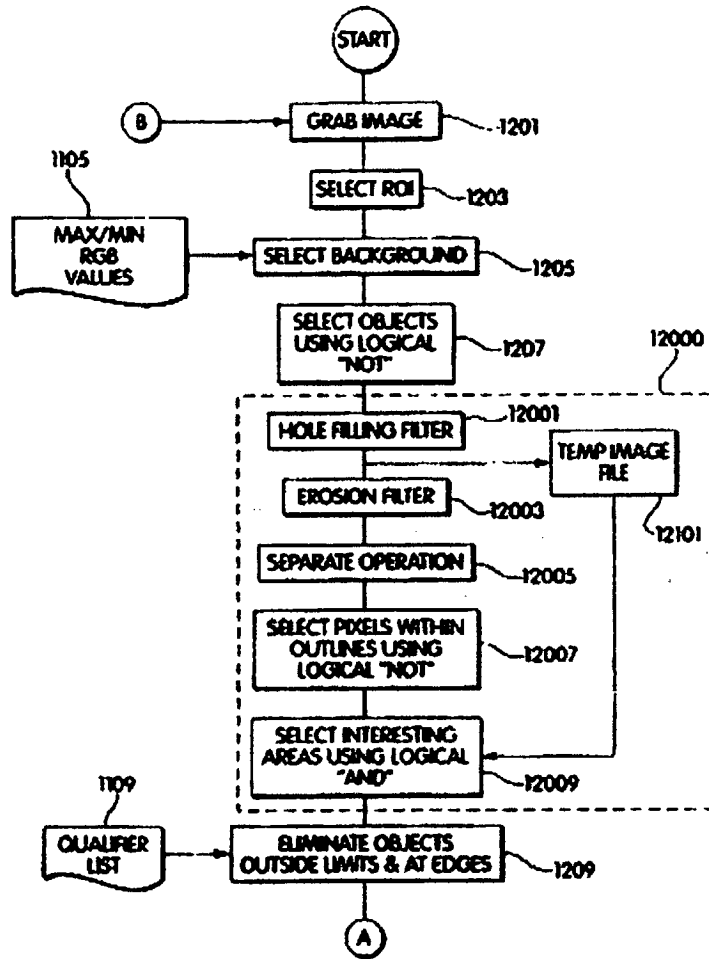 START
B
GRAB IMAGE
1201
SELECT ROI
1203
1105
MAX/MIN
RGB
VALUES
SELECT BACKGROUND
1205
SELECT OBJECTS
USING LOGICAL
"NOT"
1207
12000
HOLE FILLING FILTER
12001
TEMP IMAGE
FILE
12101
EROSION FILTER
12003
SEPARATE OPERATION
12005
SELECT PIXELS WITHIN
OUTLINES USING
LOGICAL "NOT"
12007
SELECT INTERESTING
AREAS USING LOGICAL
"AND"
12009
1109
QUALIFIER
LIST
ELIMINATE OBJECTS
OUTSIDE LIMITS & AT EDGES
1209
A